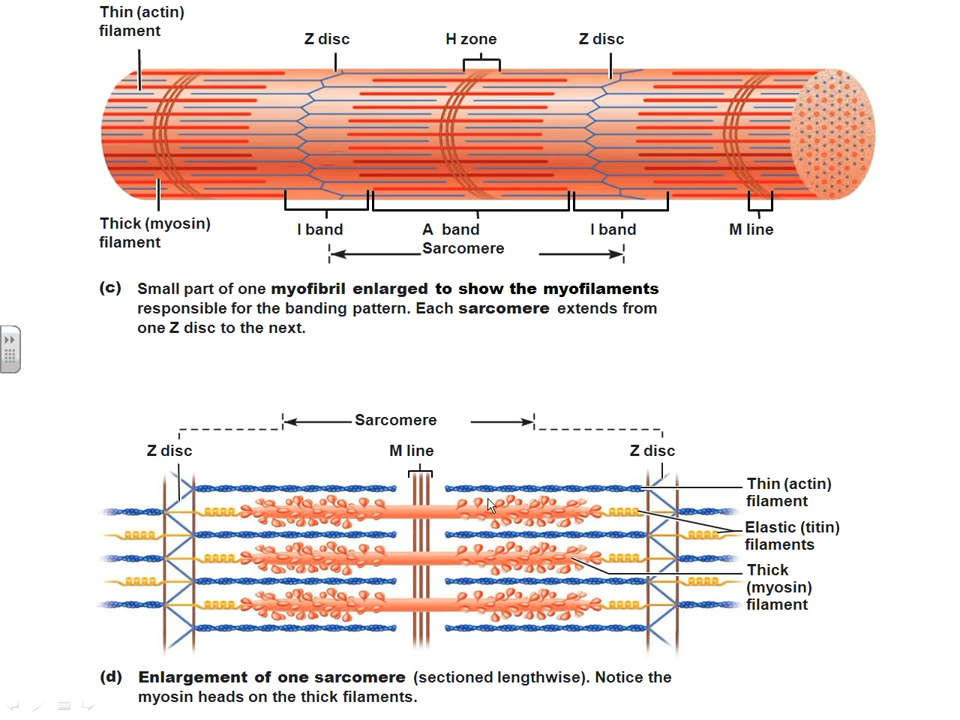 Thin (actin)
filament
Z disc
H zone
Z disc
Thick (myosin)
filament
I band
A band
I band
M line
Sarcomere
(c) Small part of one myofibril enlarged to show the myofilaments
responsible for the banding pattern. Each sarcomere extends from
one Z disc to the next.
Sarcomere
Z disc
M line
Z disc
Thin (actin)
filament
Elastic (titin)
filaments
Thick
(myosin)
filament
(d) Enlargement of one sarcomere (sectioned lengthwise). Notice the
myosin heads on the thick filaments.